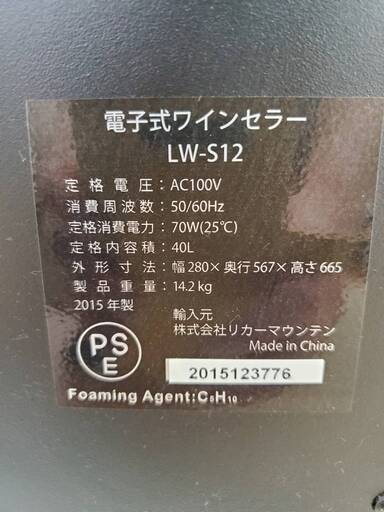 電子式ワインセラー
LW-S12
定格電圧：AC100V
消費周波数：50/60Hz
定格消費電力：70W(25℃)
定格内容積：40L
外形寸法：幅280×奥行567×高さ665
製品重量：14.2kg
2015年製
輸入元
株式会社リカーマウンテン
Made in China
PS
E
2015123776
Foaming Agent:C₅H₁₀